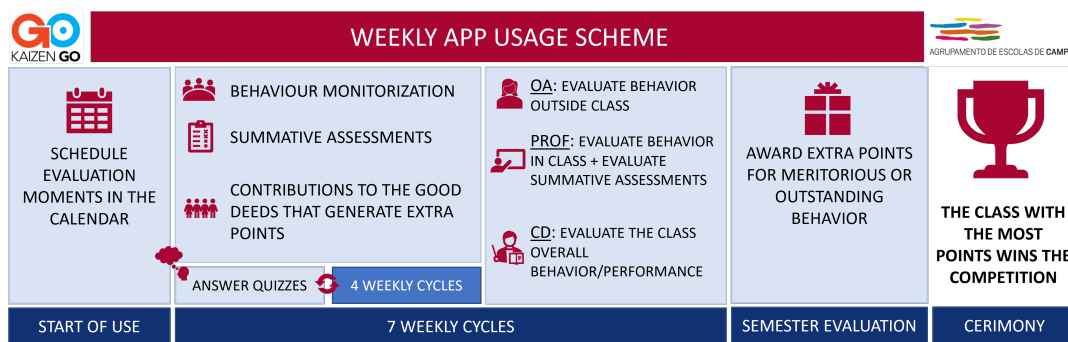 GO
KAIZEN GO
WEEKLY APP USAGE SCHEME
AGRUPAMENTO DE ESCOLAS DE CAMP
SCHEDULE
EVALUATION
MOMENTS IN THE
CALENDAR
BEHAVIOUR MONITORIZATION
SUMMATIVE ASSESSMENTS
CONTRIBUTIONS TO THE GOOD
DEEDS THAT GENERATE EXTRA
POINTS
ANSWER QUIZZES
4 WEEKLY CYCLES
OA: EVALUATE BEHAVIOR
OUTSIDE CLASS
PROF: EVALUATE BEHAVIOR
IN CLASS + EVALUATE
SUMMATIVE ASSESSMENTS
CD: EVALUATE THE CLASS
OVERALL
BEHAVIOR/PERFORMANCE
AWARD EXTRA POINTS
FOR MERITORIOUS OR
OUTSTANDING
BEHAVIOR
THE CLASS WITH
THE MOST
POINTS WINS THE
COMPETITION
START OF USE
7 WEEKLY CYCLES
SEMESTER EVALUATION
CERIMONY